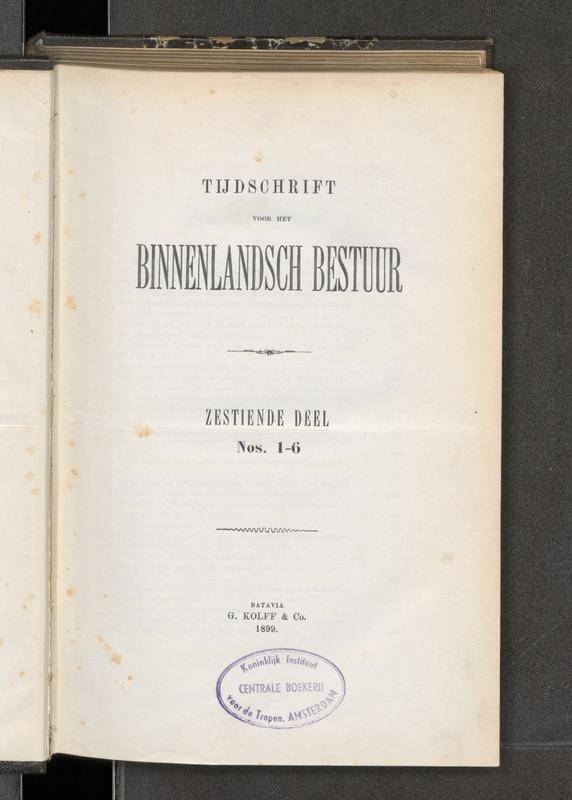 TIJDSCHRIFT
VOOR HET
BINNENLANDSCH BESTUUR
ZESTIENDE DEEL
Nos. 1-6
BATAVIA
G. KOLFF & Co.
1899.
Koninklijk Instituut
CENTRALE BOEKERIJ
voor de Tropen. AMSTERDAM